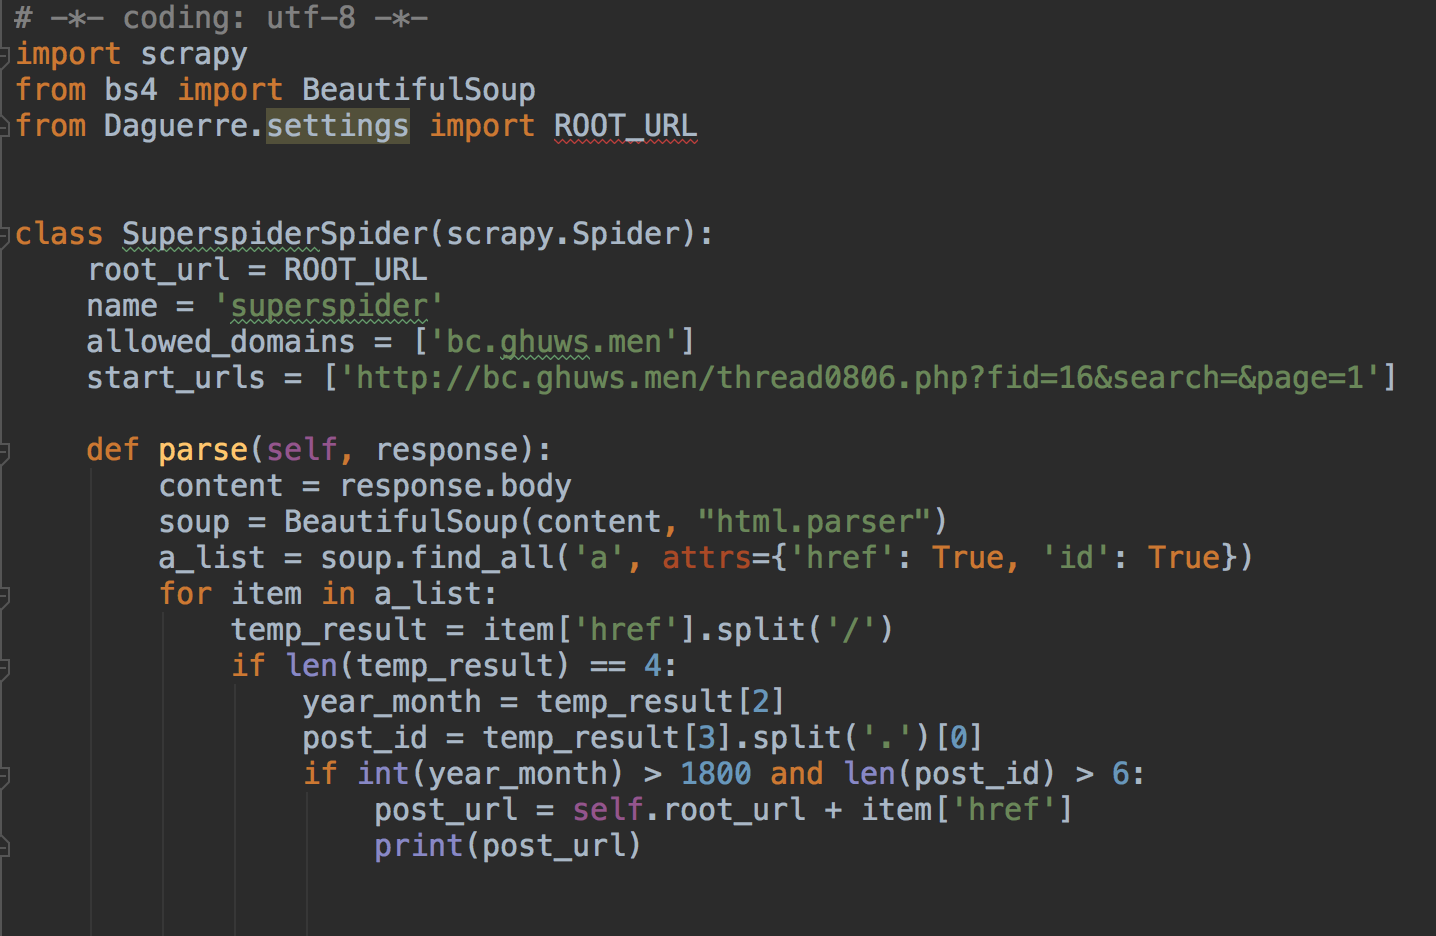 # -*- coding: utf-8 -*-
import scrapy
from bs4 import BeautifulSoup
from Daguerre.settings import ROOT_URL
class SuperspiderSpider(scrapy.Spider):
root_url = ROOT_URL
name = 'superspider'
allowed_domains = ['bc.ghuws.men']
start_urls = ['http://bc.ghuws.men/thread0806.php?fid=16&search=&page=1']
def parse(self, response):
content = response.body
soup = BeautifulSoup(content, "html.parser")
a_list = soup.find_all('a', attrs={'href': True, 'id': True})
for item in a_list:
temp_result = item['href'].split('/')
if len(temp_result) == 4:
year_month = temp_result[2]
post_id = temp_result[3].split('.')[0]
if int(year_month) > 1800 and len(post_id) > 6:
post_url = self.root_url + item['href']
print(post_url)